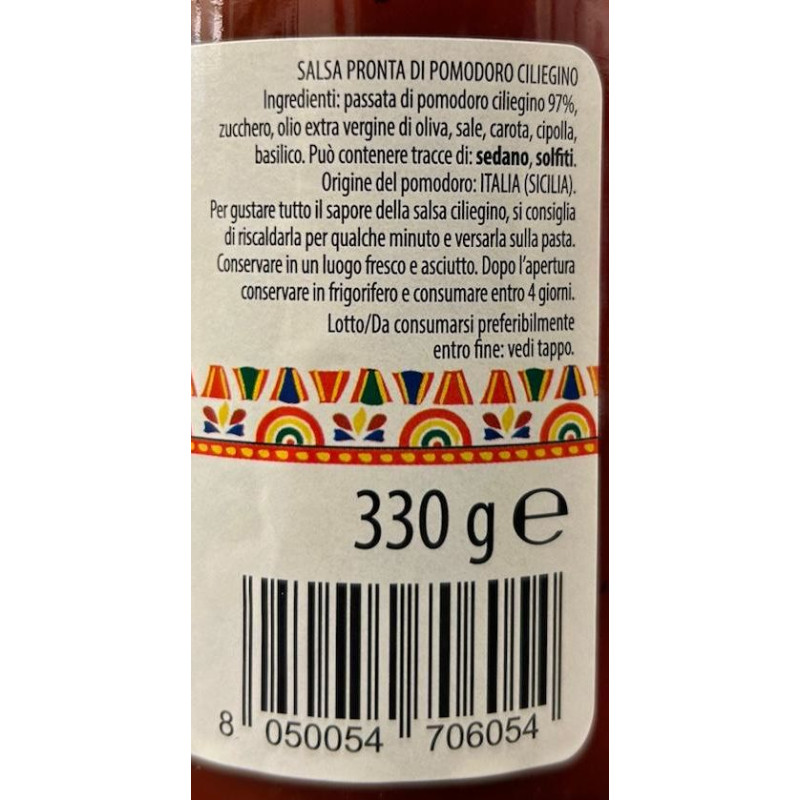 SALSA PRONTA DI POMODORO CILIEGINO
Ingredienti: passata di pomodoro ciliegino 97%,
zucchero, olio extra vergine di oliva, sale, carota, cipolla,
basilico. Può contenere tracce di: sedano, solfiti.
Origine del pomodoro: ITALIA (SICILIA).
Per gustare tutto il sapore della salsa ciliegino, si consiglia
di riscaldarla per qualche minuto e versarla sulla pasta.
Conservare in un luogo fresco e asciutto. Dopo l'apertura
conservare in frigorifero e consumare entro 4 giorni.
Lotto/Da consumarsi preferibilmente
entro fine: vedi tappo.
330 g ℮
8 050054 706054